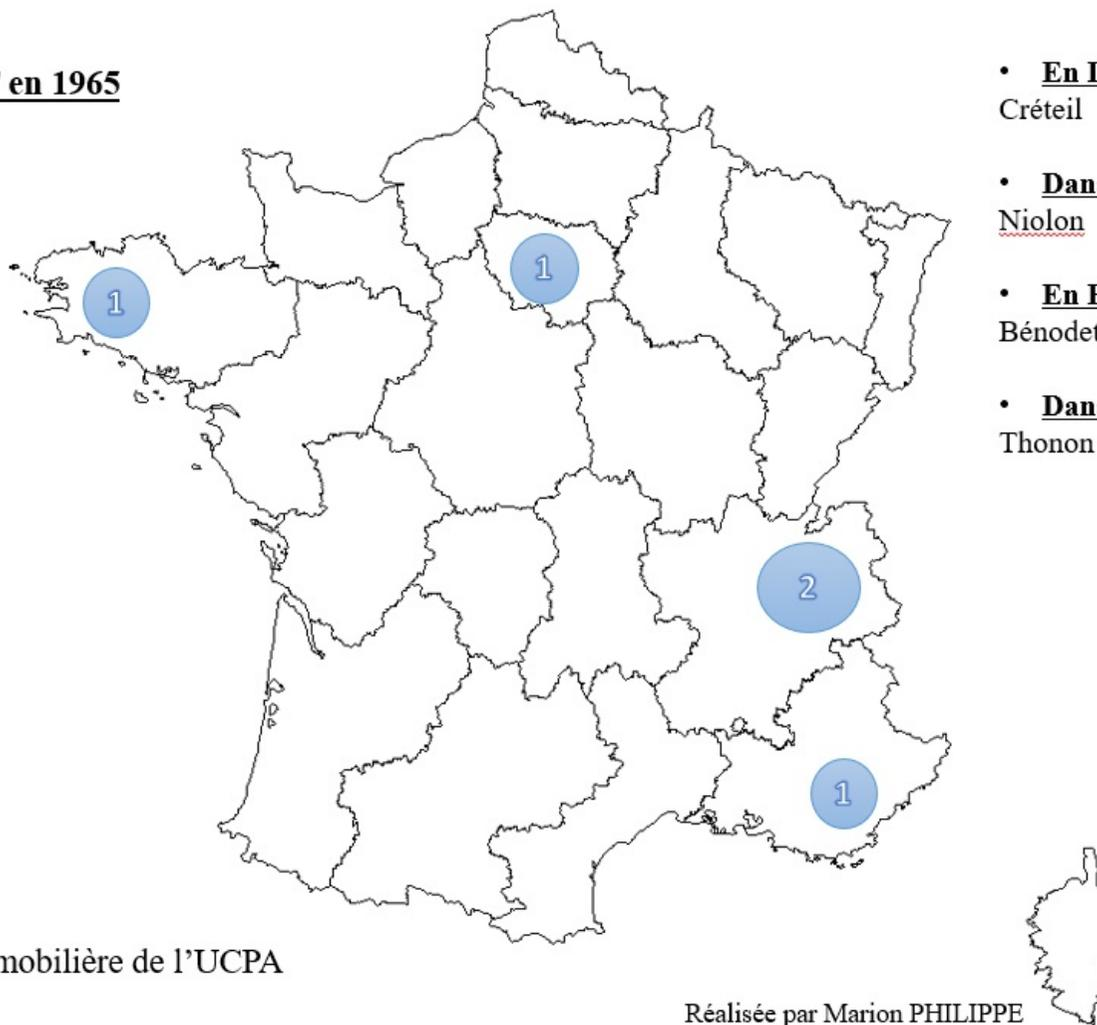 en 1965
• En
Créteil
• Dan
Niolon
• En
Bénodet
• Dan
Thonon
1
1
2
1
mobilière de l’UCPA
Réalisée par Marion PHILIPPE